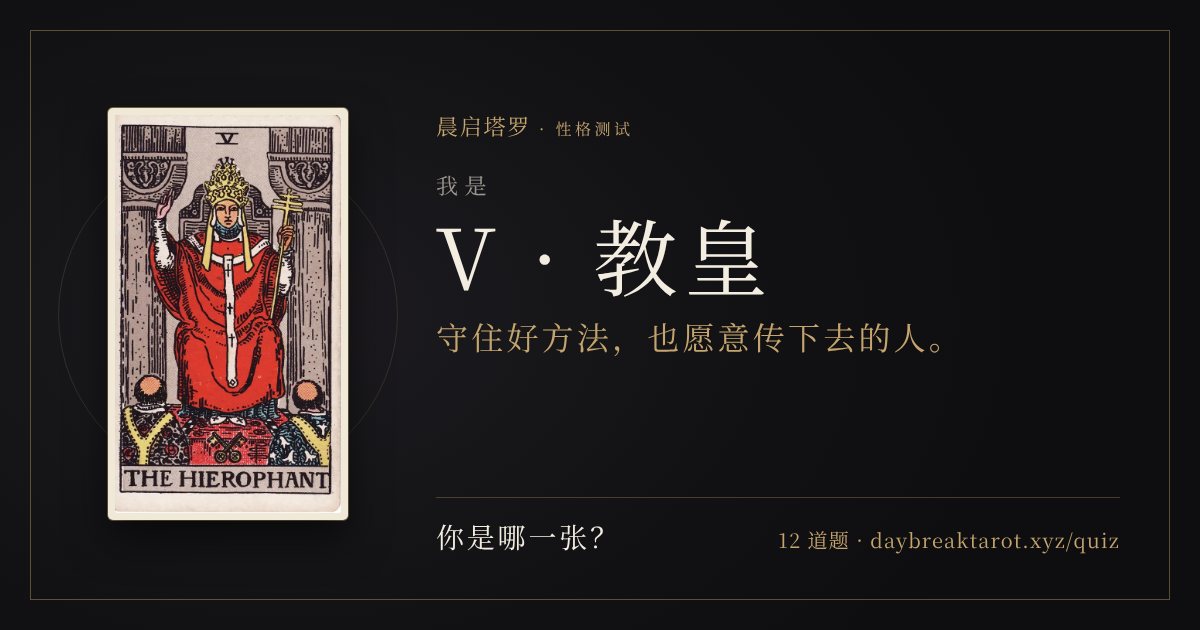 V
THE HIEROPHANT
晨启塔罗 · 性格测试
我是
V · 教皇
守住好方法，也愿意传下去的人。
你是哪一张？
12 道题 · daybreaktarot.xyz/quiz